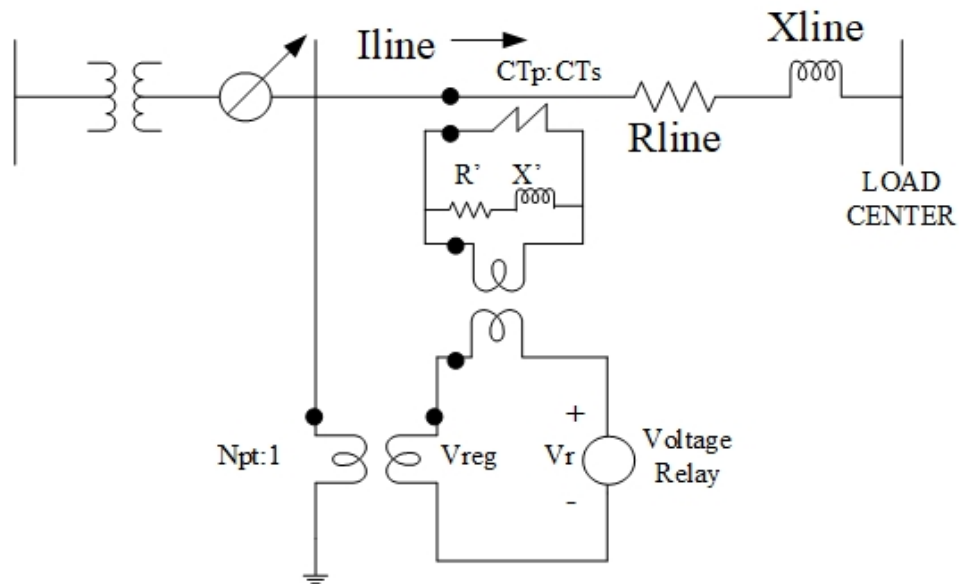 Iline
CTp:CTs
Xline
Rline
R’ X’
LOAD
CENTER
Npt:1
Vreg
+
Vr
-
Voltage
Relay